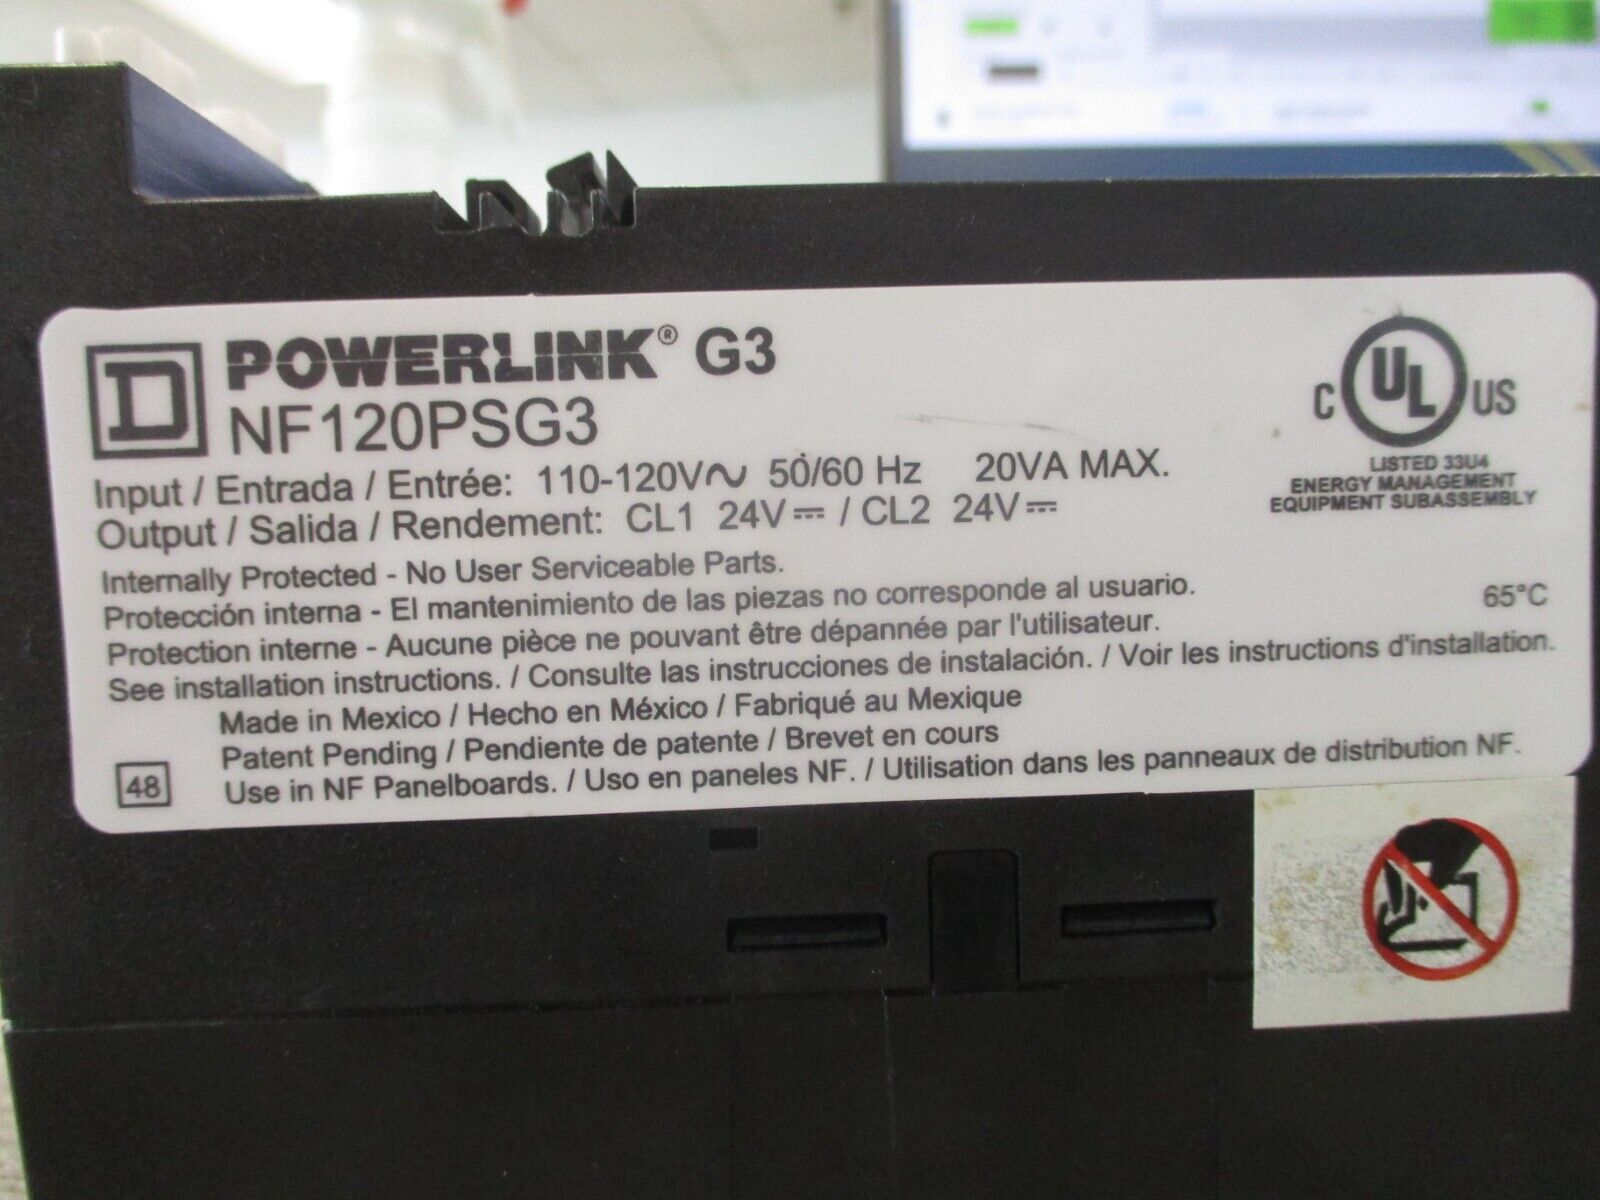 D POWERLINK® G3
NF120PSG3
Input / Entrada / Entrée: 110-120V∿ 50/60 Hz 20VA MAX.
Output / Salida / Rendement: CL1 24V⎓ / CL2 24V⎓
C UL US
LISTED 33U4
ENERGY MANAGEMENT
EQUIPMENT SUBASSEMBLY
Internally Protected - No User Serviceable Parts.
Protección interna - El mantenimiento de las piezas no corresponde al usuario.
65°C
Protection interne - Aucune pièce ne pouvant être dépannée par l'utilisateur.
See installation instructions. / Consulte las instrucciones de instalación. / Voir les instructions d'installation.
Made in Mexico / Hecho en México / Fabriqué au Mexique
Patent Pending / Pendiente de patente / Brevet en cours
48 Use in NF Panelboards. / Uso en paneles NF. / Utilisation dans les panneaux de distribution NF.